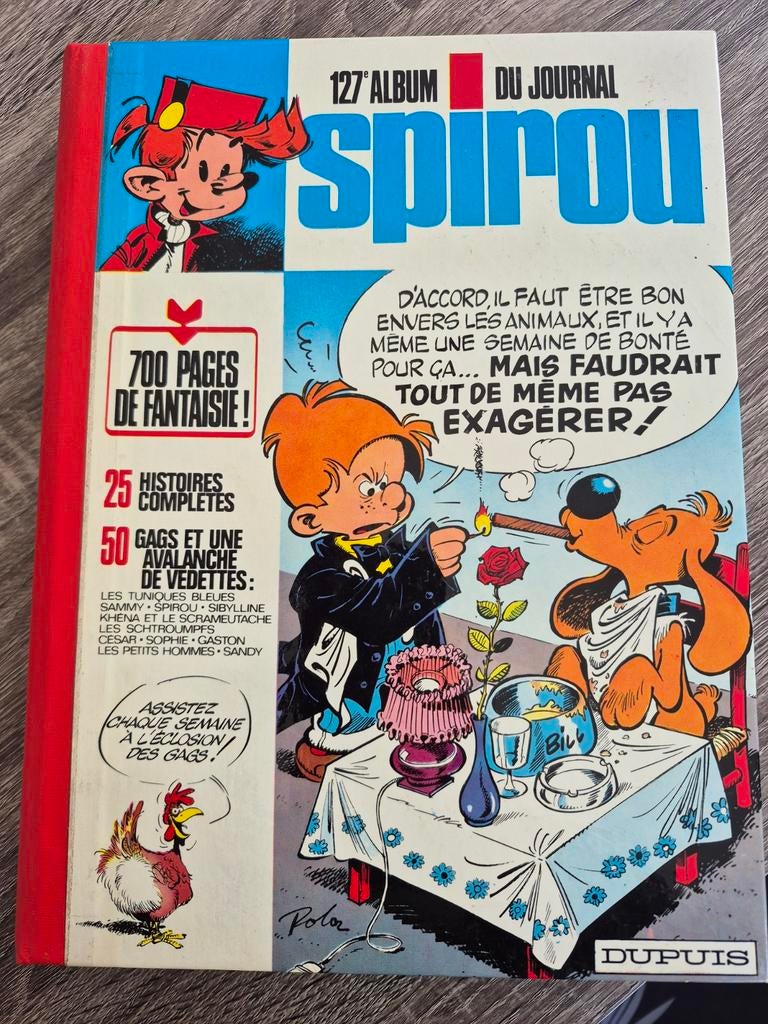 127e ALBUM DU JOURNAL
spirou
D'ACCORD, IL FAUT ÊTRE BON
ENVERS LES ANIMAUX, ET IL Y A
MÊME UNE SEMAINE DE BONTÉ
POUR ÇA... MAIS FAUDRAIT
TOUT DE MÊME PAS
EXAGÉRER!
700 PAGES
DE FANTAISIE!
25 HISTOIRES
COMPLETES
50 GAGS ET UNE
AVALANCHE
DE VEDETTES:
LES TUNIQUES BLEUES
SAMMY • SPIROU • SIBYLLINE
KHÉNA ET LE SCRAMEUTACHE
LES SCHTROUMPFS
CÉSAR • SOPHIE • GASTON
LES PETITS HOMMES • SANDY
ASSISTEZ
CHAQUE SEMAINE
À L'ÉCLOSION
DES GAGS!
BILL
Roba
DUPUIS